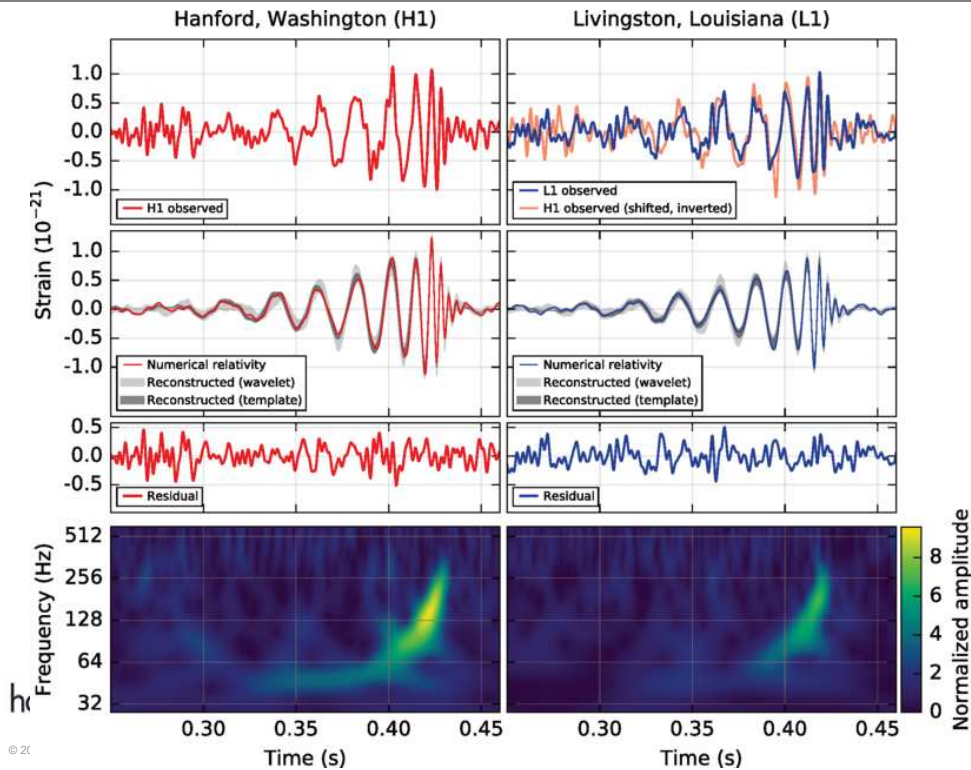 Hanford, Washington (H1)
Livingston, Louisiana (L1)
Strain (10⁻²¹)
1.0
0.5
0.0
-0.5
-1.0
H1 observed
L1 observed
H1 observed (shifted, inverted)
1.0
0.5
0.0
-0.5
-1.0
Numerical relativity
Reconstructed (wavelet)
Reconstructed (template)
Numerical relativity
Reconstructed (wavelet)
Reconstructed (template)
0.5
0.0
-0.5
Residual
Residual
Frequency (Hz)
512
256
128
64
32
Normalized amplitude
8
6
4
2
0
0.30 0.35 0.40 0.45
0.30 0.35 0.40 0.45
Time (s)
Time (s)
© 20